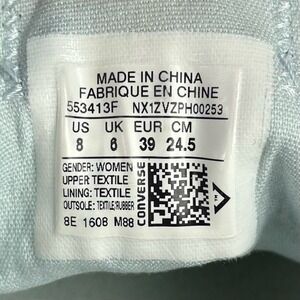 MADE IN CHINA
FABRIQUE EN CHINE
553413F NX1ZVZPH00253
US UK EUR CM
8 6 39 24.5
GENDER: WOMEN
UPPER:TEXTILE
LINING: TEXTILE
OUTSOLE: TEXTILE/RUBBER
8E 1608 M88
CONVERSE